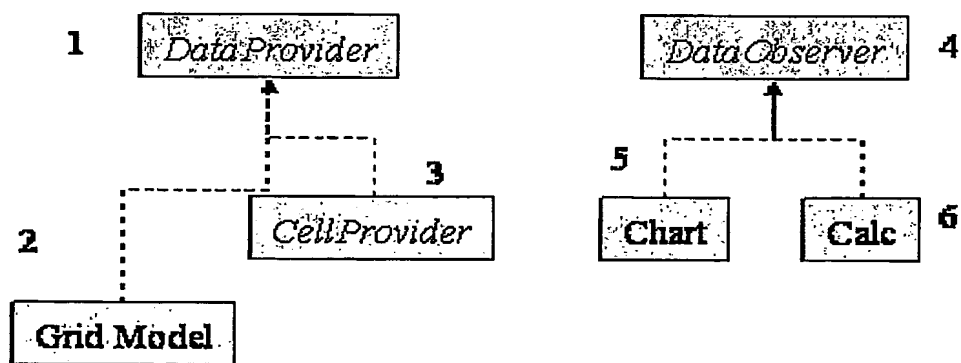 1
DataProvider
DataObserver
4
3
5
2
CellProvider
Chart
Calc
6
Grid Model